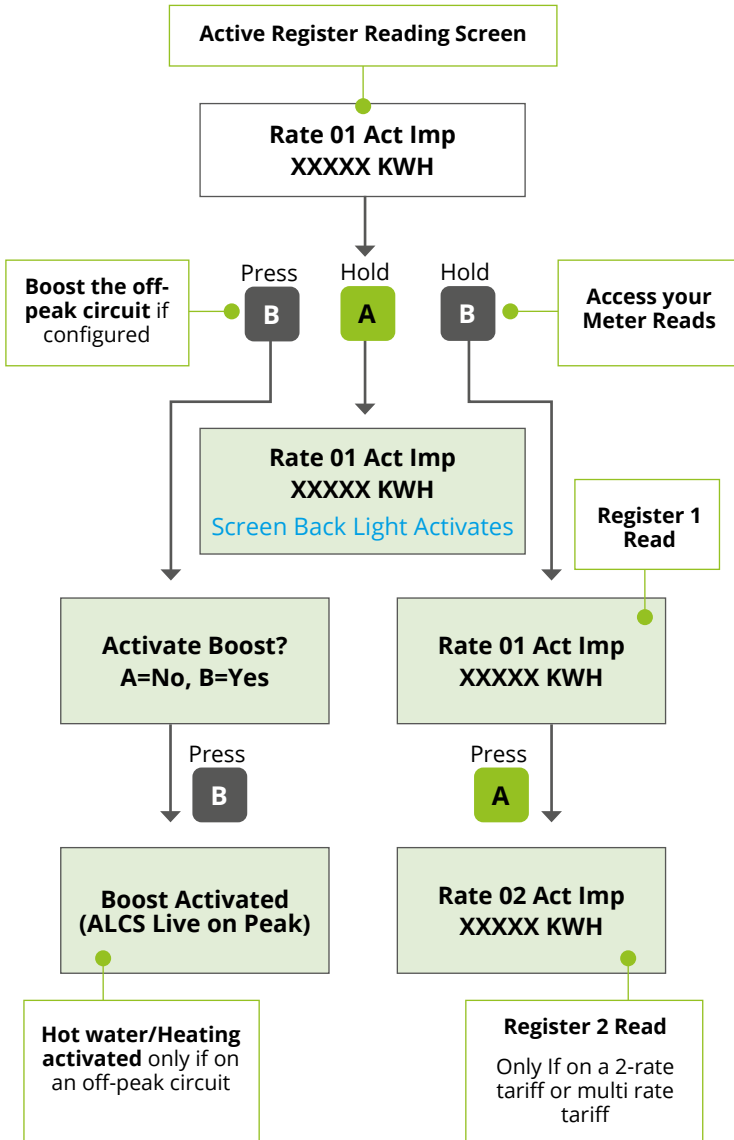 Active Register Reading Screen
Rate 01 Act Imp
XXXXX KWH
Boost the off-
peak circuit if
configured
Press
B
Hold
A
Hold
B
Access your
Meter Reads
Rate 01 Act Imp
XXXXX KWH
Screen Back Light Activates
Register 1
Read
Activate Boost?
A=No, B=Yes
Rate 01 Act Imp
XXXXX KWH
Press
B
Press
A
Boost Activated
(ALCS Live on Peak)
Rate 02 Act Imp
XXXXX KWH
Hot water/Heating
activated only if on
an off-peak circuit
Register 2 Read
Only If on a 2-rate
tariff or multi rate
tariff